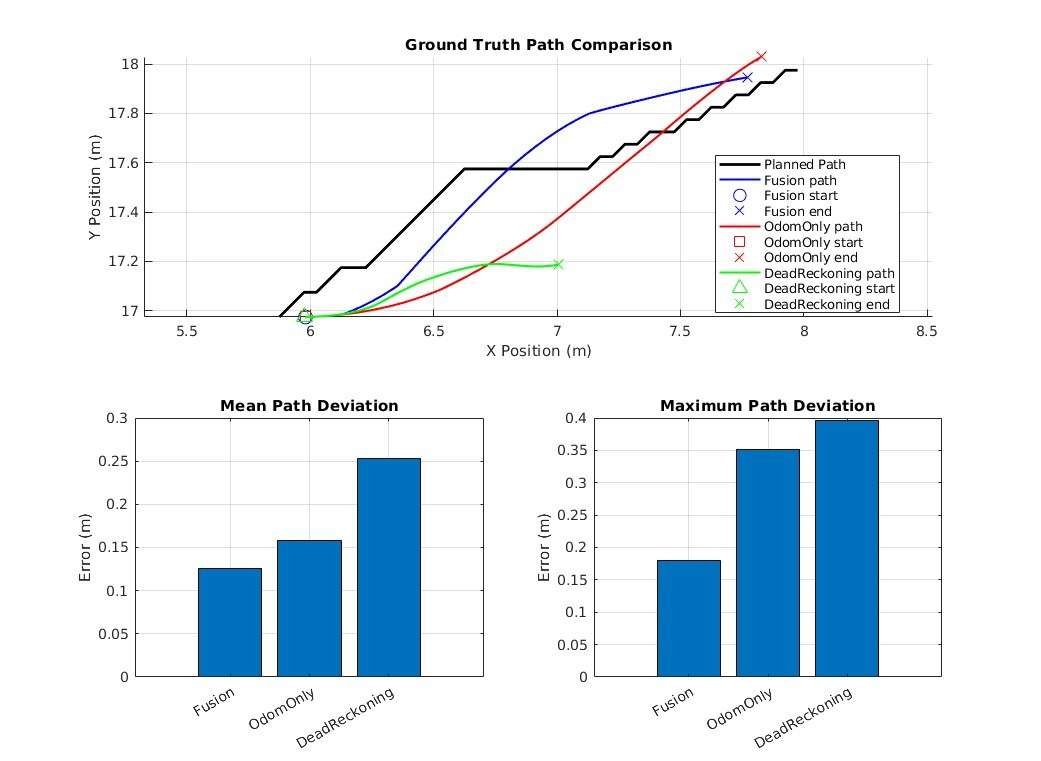 Ground Truth Path Comparison
Y Position (m)
18
17.8
17.6
17.4
17.2
17
5.5
6
6.5
7
7.5
8
8.5
X Position (m)
Planned Path
Fusion path
Fusion start
Fusion end
OdomOnly path
OdomOnly start
OdomOnly end
DeadReckoning path
DeadReckoning start
DeadReckoning end
Mean Path Deviation
Error (m)
0.3
0.25
0.2
0.15
0.1
0.05
0
Fusion
OdomOnly
DeadReckoning
Maximum Path Deviation
Error (m)
0.4
0.35
0.3
0.25
0.2
0.15
0.1
0.05
0
Fusion
OdomOnly
DeadReckoning